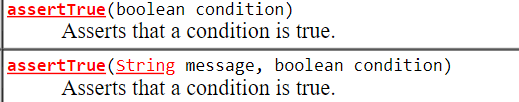 assertTrue(boolean condition)
Asserts that a condition is true.
assertTrue(String message, boolean condition)
Asserts that a condition is true.